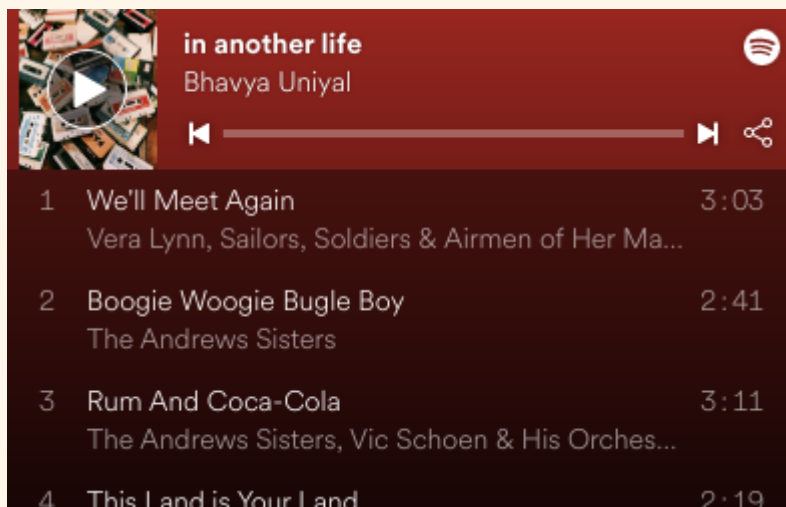 in another life
Bhavya Uniyal
1 We'll Meet Again 3:03
Vera Lynn, Sailors, Soldiers & Airmen of Her Ma...
2 Boogie Woogie Bugle Boy 2:41
The Andrews Sisters
3 Rum And Coca-Cola 3:11
The Andrews Sisters, Vic Schoen & His Orches...
4 This Land is Your Land 2:19